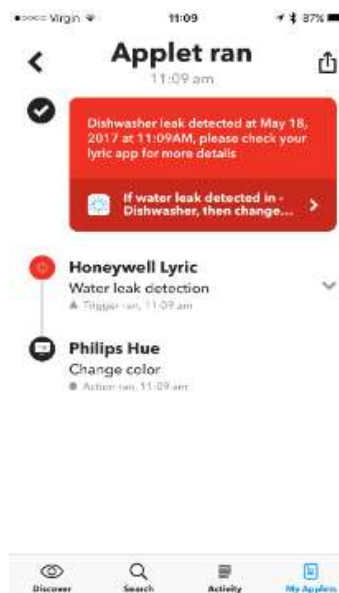 Virgin 11:09 87%
Applet ran
11:09 am
Dishwasher leak detected at May 18,
2017 at 11:09AM, please check your
lyric app for more details
If water leak detected in -
Dishwasher, then change...
Honeywell Lyric
Water leak detection
Trigger ran, 11:09 am
Philips Hue
Change color
Action ran, 11:09 am
Discover Search Activity My Applets